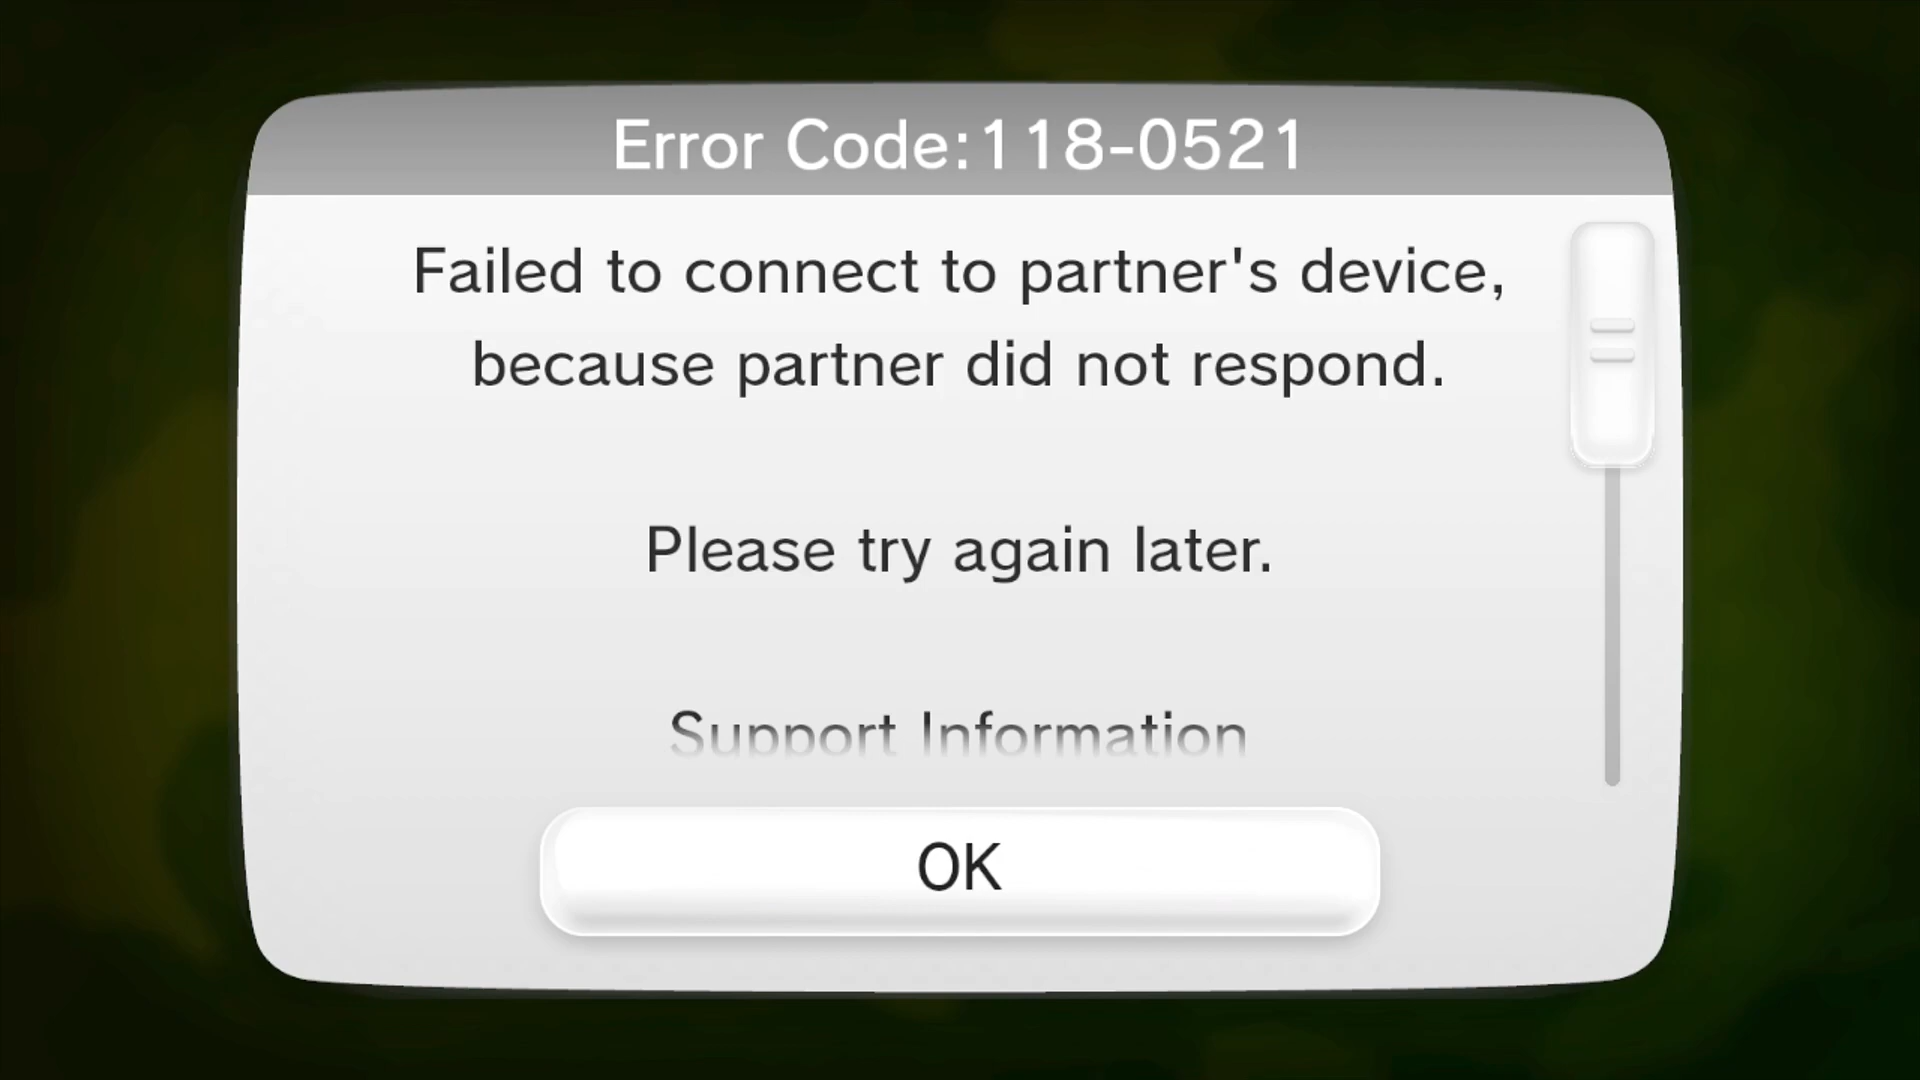 Error Code:118-0521
Failed to connect to partner's device,
because partner did not respond.
Please try again later.
Support Information
OK